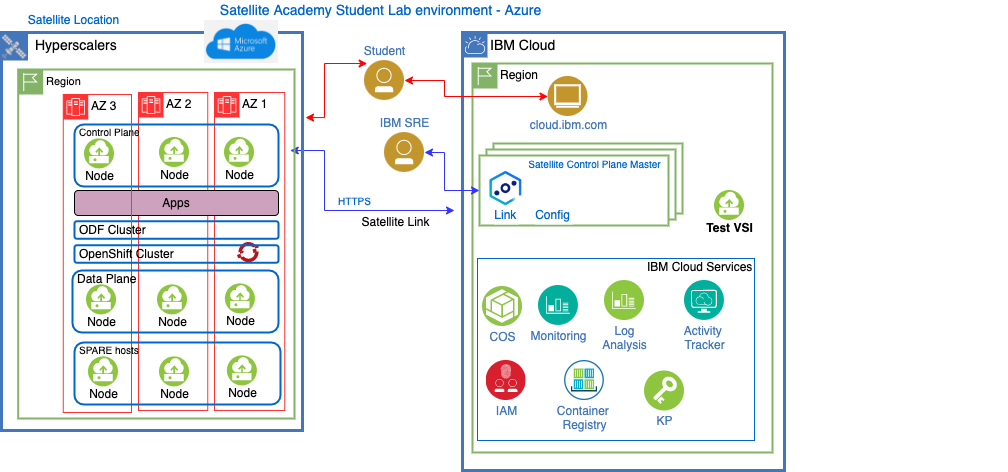 Satellite Academy Student Lab environment - Azure
Satellite Location
Microsoft
Azure
Hyperscalers
Region
AZ 3
AZ 2
AZ 1
Control Plane
Node
Node
Node
Apps
ODF Cluster
OpenShift Cluster
Data Plane
Node
Node
Node
SPARE hosts
Node
Node
Node
Student
IBM SRE
HTTPS
Satellite Link
IBM Cloud
Region
cloud.ibm.com
Satellite Control Plane Master
Link
Config
Test VSI
IBM Cloud Services
COS
Monitoring
Log
Analysis
Activity
Tracker
IAM
Container
Registry
KP